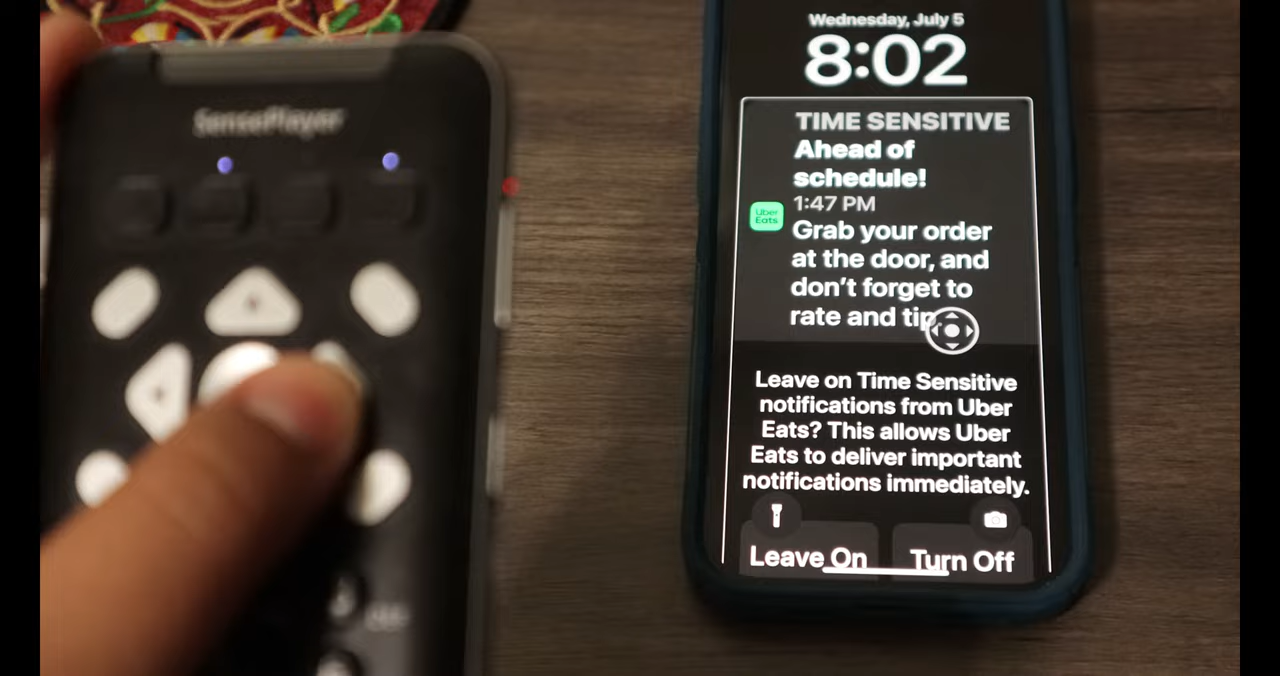 SensePlayer
Wednesday, July 5
8:02
TIME SENSITIVE
Ahead of
schedule!
1:47 PM
Uber
Eats
Grab your order
at the door, and
don't forget to
rate and tip.
Leave on Time Sensitive
notifications from Uber
Eats? This allows Uber
Eats to deliver important
notifications immediately.
Leave On
Turn Off